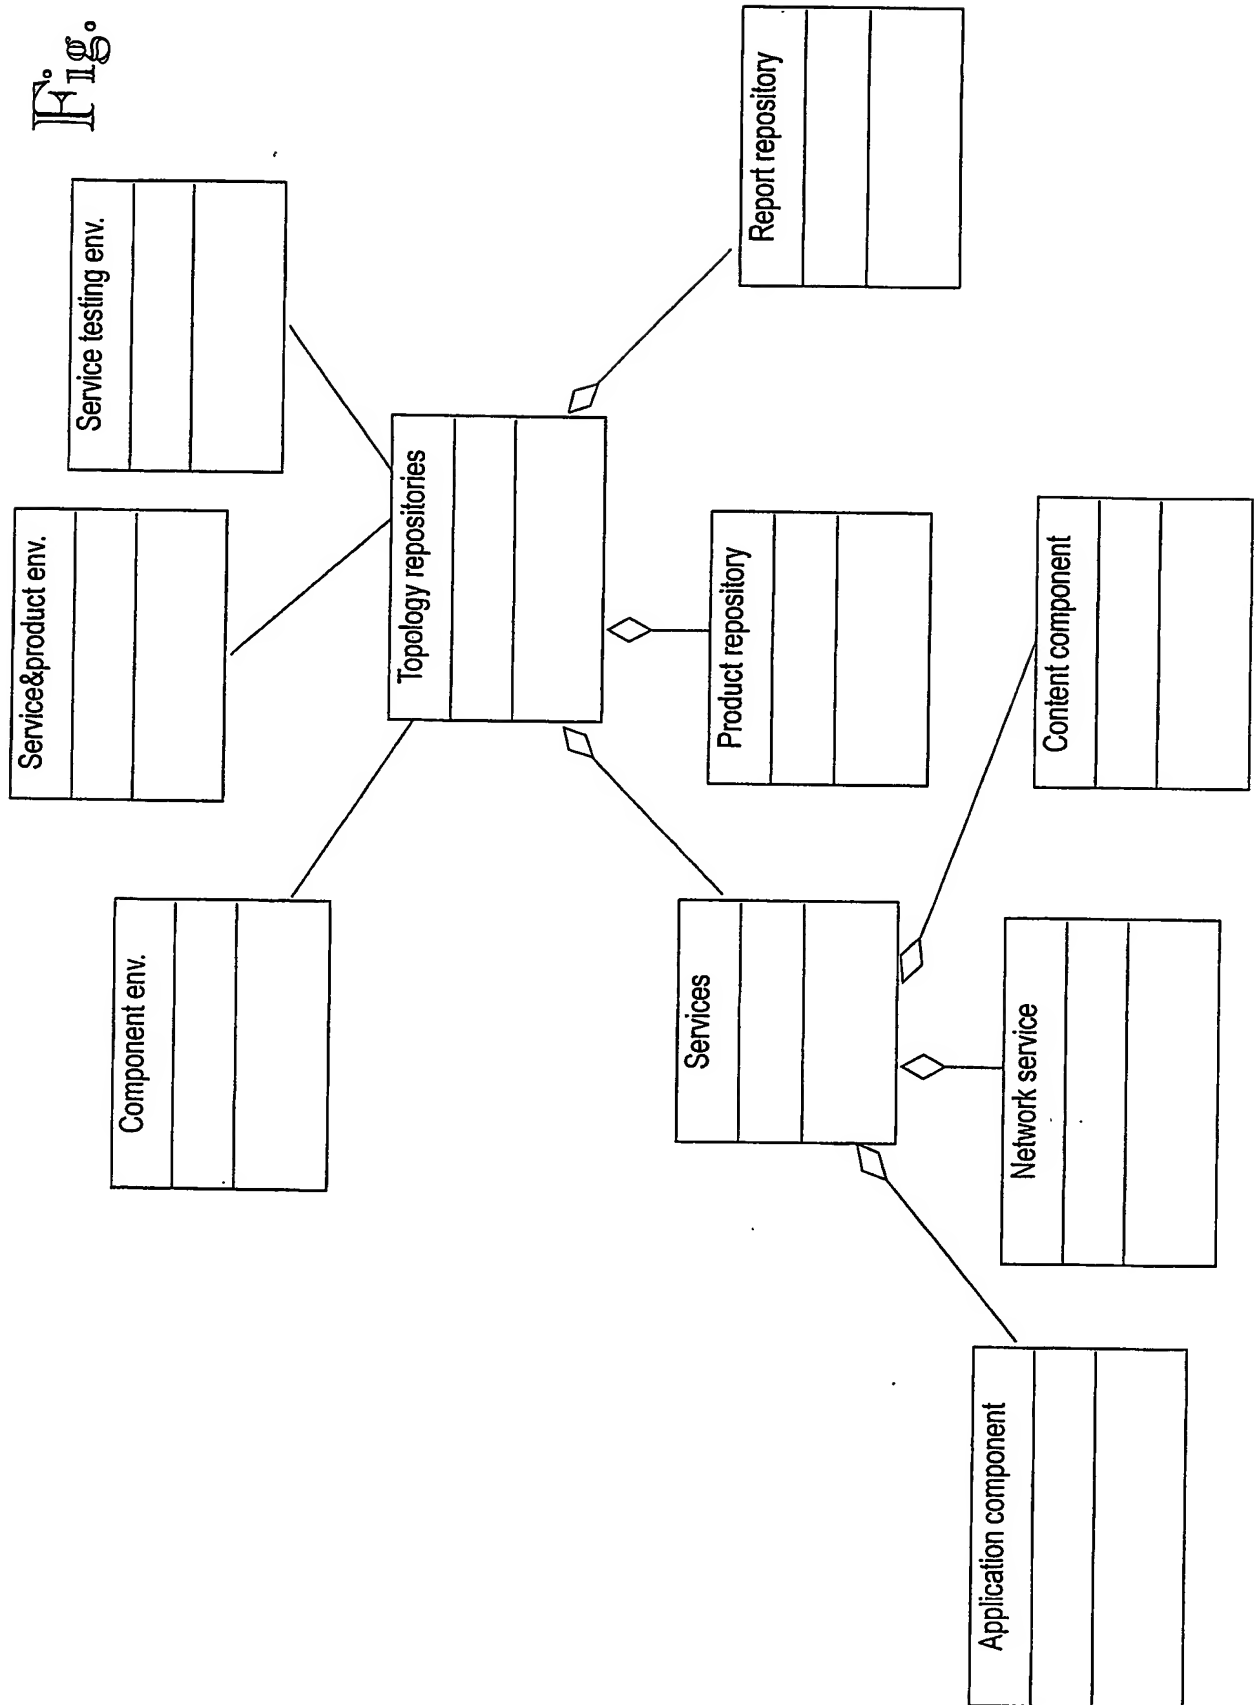 Fig.
Component env.
Service&product env.
Service testing env.
Topology repositories
Services
Product repository
Report repository
Application component
Network service
Content component